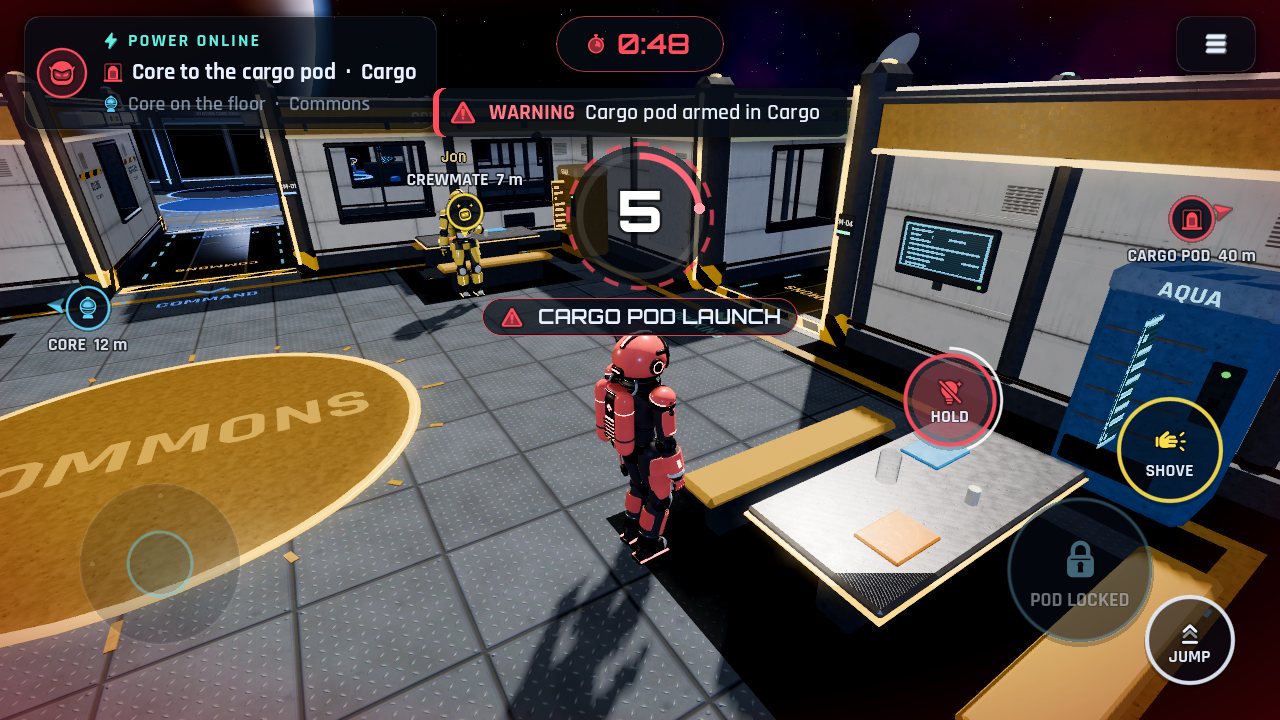 POWER ONLINE
Core to the cargo pod · Cargo
Core on the floor · Commons
0:48
WARNING Cargo pod armed in Cargo
Jon
CREWMATE 7 m
5
CARGO POD LAUNCH
CORE 12 m
CARGO POD 40 m
COMMONS
COMMAND
OMMONS
AQUA
HOLD
SHOVE
POD LOCKED
JUMP